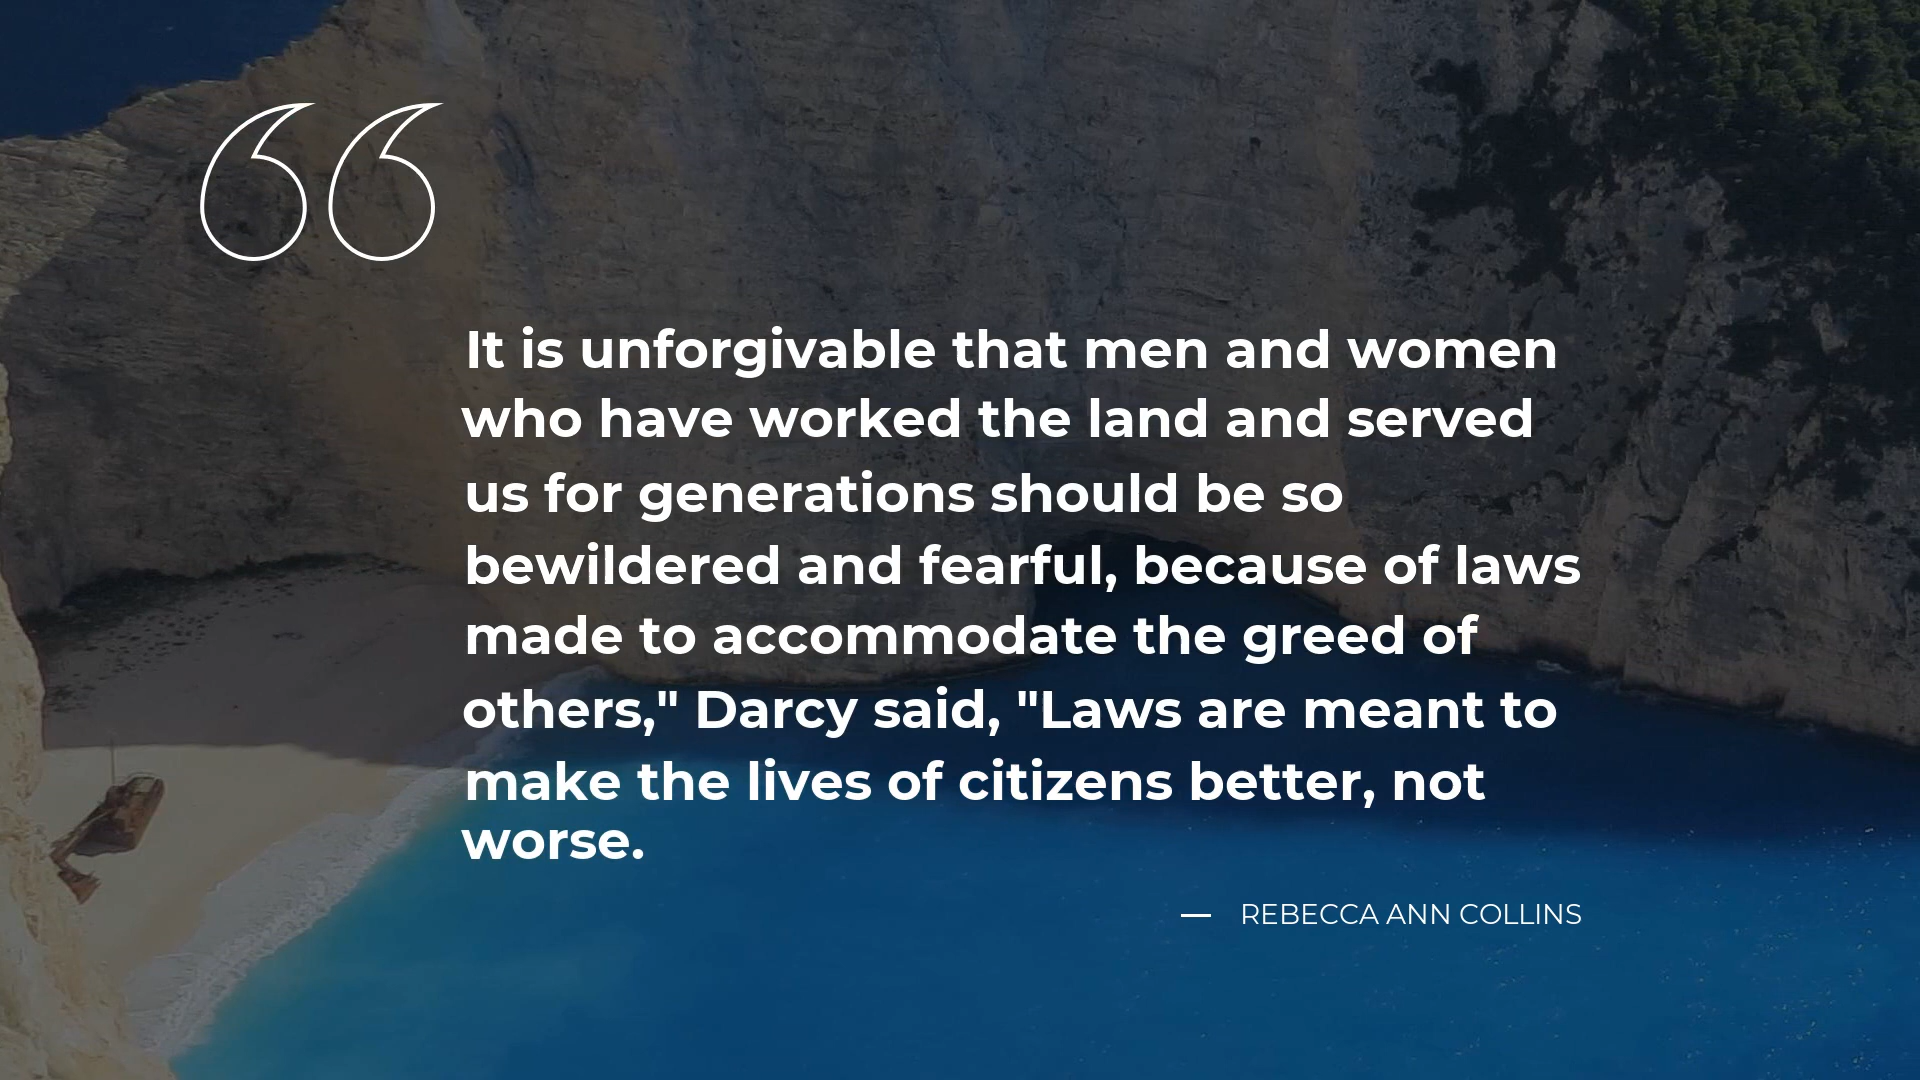 It is unforgivable that men and women
who have worked the land and served
us for generations should be so
bewildered and fearful, because of laws
made to accommodate the greed of
others," Darcy said, "Laws are meant to
make the lives of citizens better, not
worse.
— REBECCA ANN COLLINS